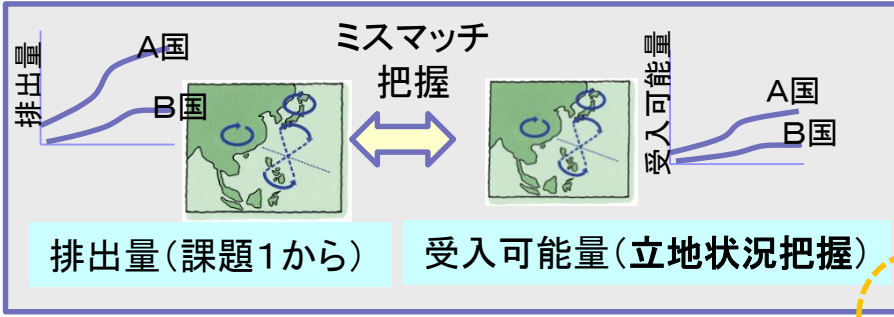 排出量
A国
B国
ミスマッチ
把握
受入可能量
A国
B国
排出量(課題1から)
受入可能量(立地状況把握)